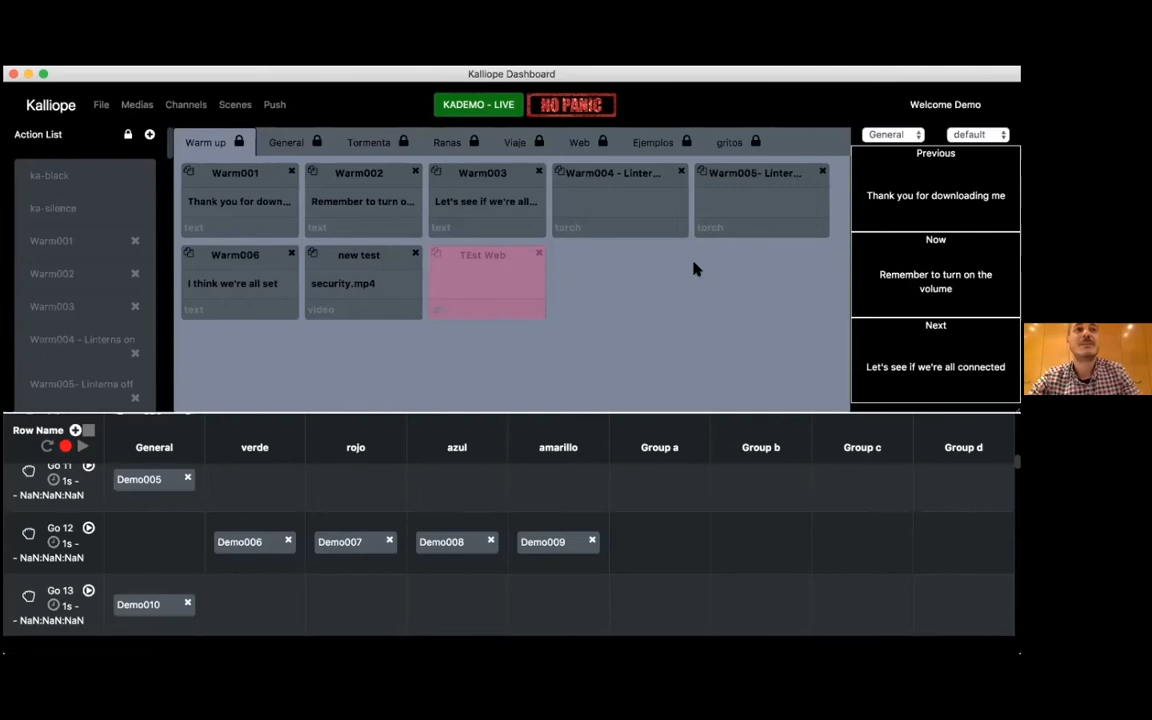 Kalliope Dashboard
Kalliope File Medias Channels Scenes Push KADEMO - LIVE NO PANIC Welcome Demo
Action List
ka-black
ka-silence
Warm001
Warm002
Warm003
Warm004 - Linterna on
Warm005- Linterna off
Warm up General Tormenta Ranas Viaje Web Ejemplos gritos
Warm001 Warm002 Warm003 Warm004 - Linter... Warm005- Linter...
Thank you for down... Remember to turn o... Let's see if we're all...
text text text torch torch
Warm006 new test TEst Web
I think we're all set security.mp4
text video
General default
Previous
Thank you for downloading me
Now
Remember to turn on the
volume
Next
Let's see if we're all connected
Row Name General verde rojo azul amarillo Group a Group b Group c Group d
Go 11
1s -
- NaN:NaN:NaN
Demo005
Go 12
1s -
- NaN:NaN:NaN
Demo006 Demo007 Demo008 Demo009
Go 13
1s -
- NaN:NaN:NaN
Demo010